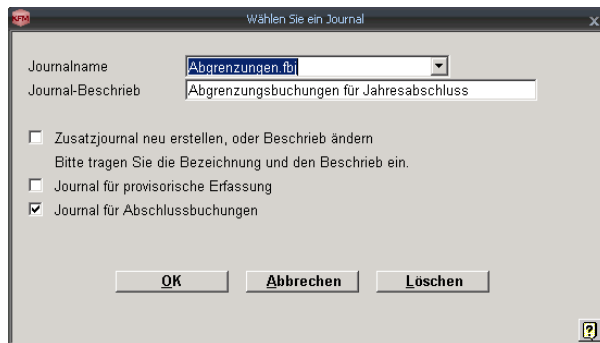 XFM
Wählen Sie ein Journal
x
Journalname
Abgrenzungen.fbj
Journal-Beschrieb
Abgrenzungsbuchungen für Jahresabschluss
Zusatzjournal neu erstellen, oder Beschrieb ändern
Bitte tragen Sie die Bezeichnung und den Beschrieb ein.
Journal für provisorische Erfassung
Journal für Abschlussbuchungen
OK
Abbrechen
Löschen
?